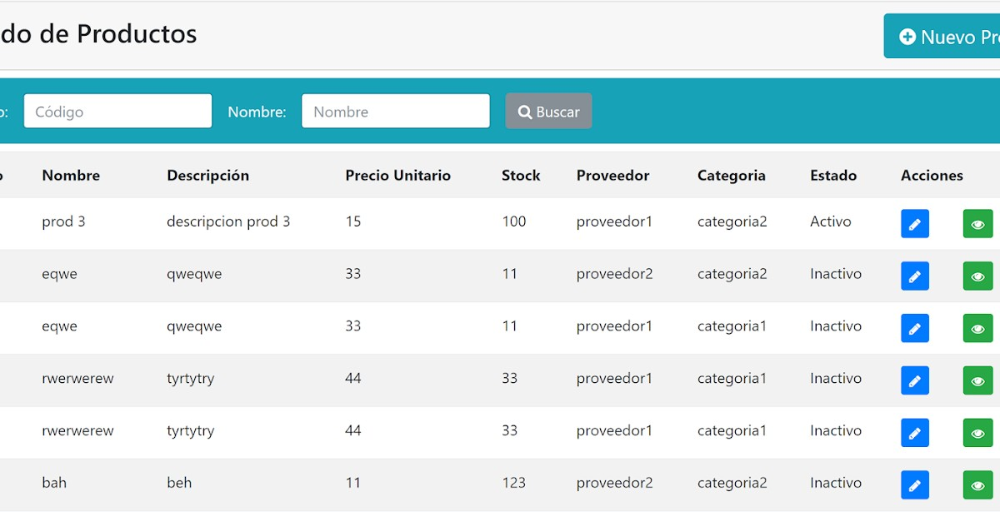 do de Productos
Nuevo Pr
o: Código Nombre: Nombre Buscar
Nombre Descripción Precio Unitario Stock Proveedor Categoria Estado Acciones
prod 3 descripcion prod 3 15 100 proveedor1 categoria2 Activo
eqwe qweqwe 33 11 proveedor2 categoria2 Inactivo
eqwe qweqwe 33 11 proveedor1 categoria1 Inactivo
rwerwerew tyrtytry 44 33 proveedor1 categoria1 Inactivo
rwerwerew tyrtytry 44 33 proveedor1 categoria1 Inactivo
bah beh 11 123 proveedor2 categoria2 Inactivo